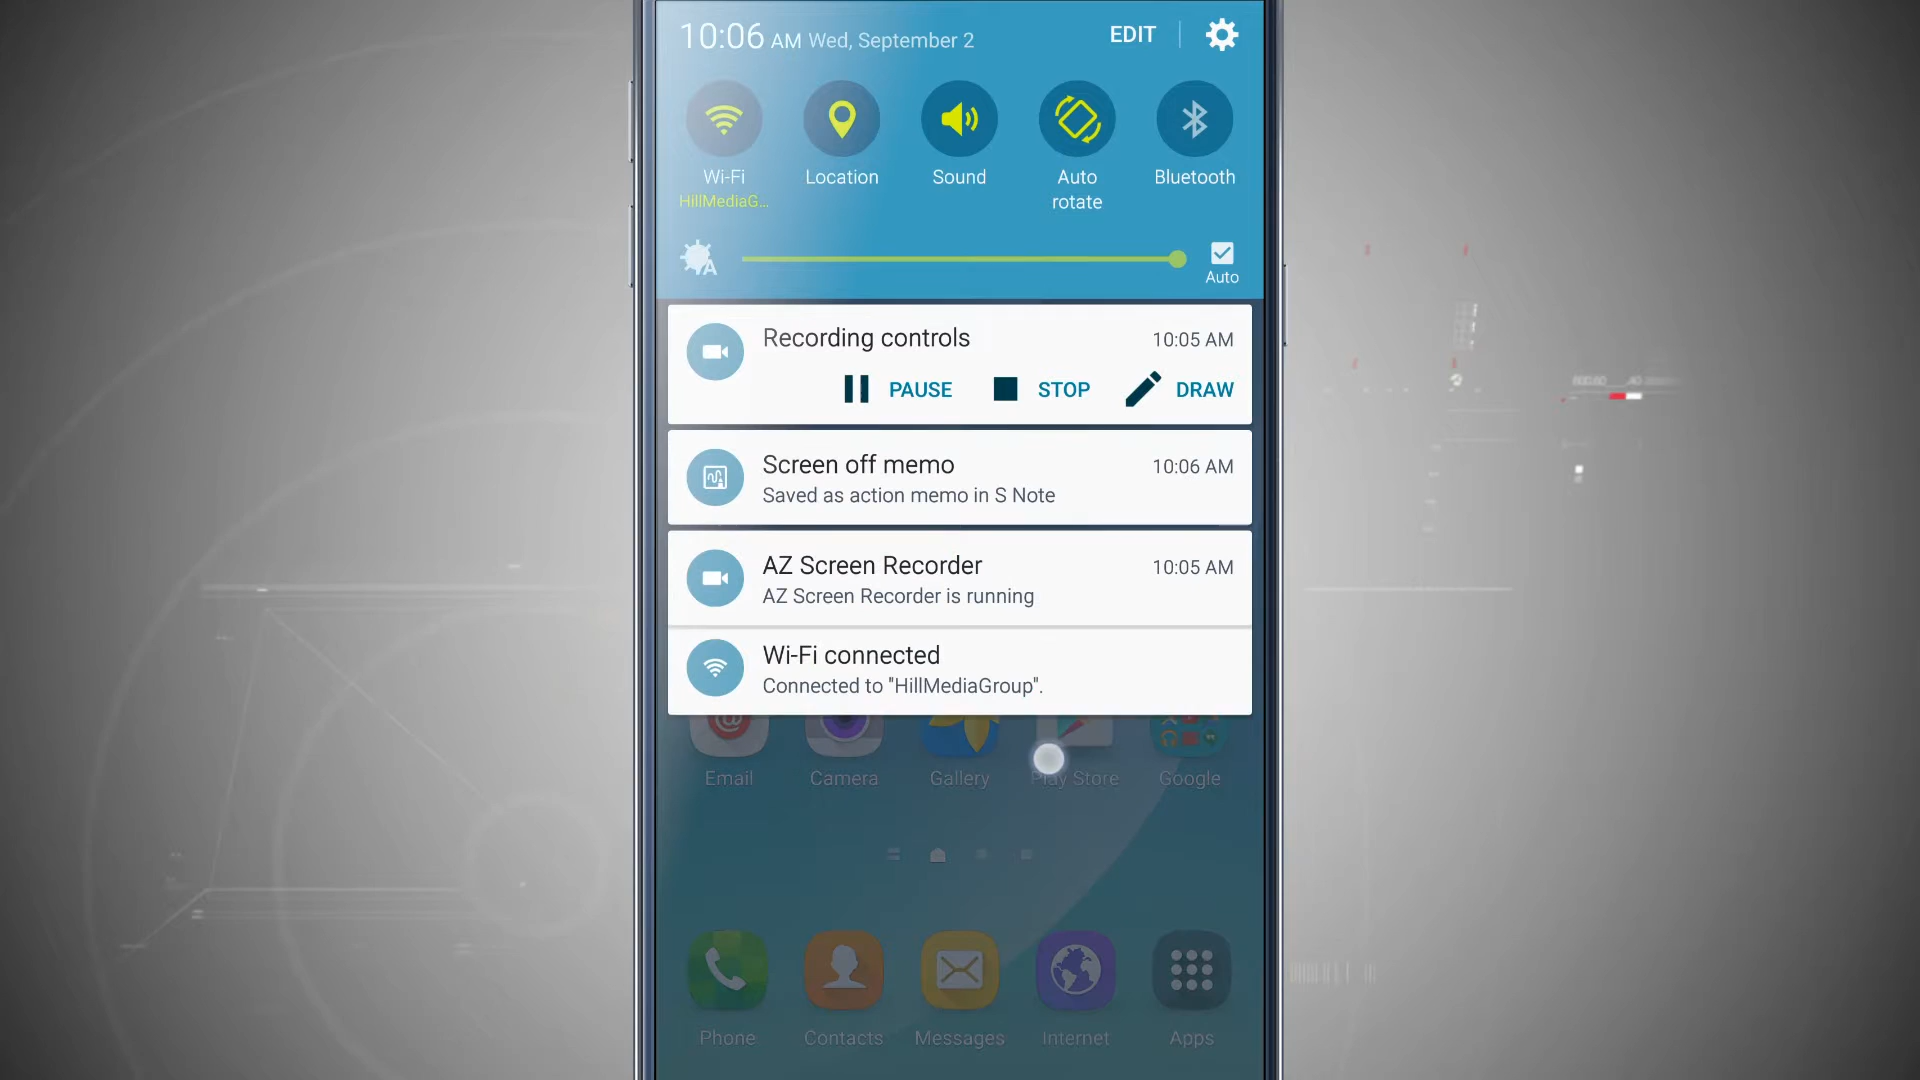 10:06 AM Wed, September 2 EDIT
Wi-Fi Location Sound Auto rotate Bluetooth
HillMediaG...
Auto
Recording controls 10:05 AM
PAUSE STOP DRAW
Screen off memo 10:06 AM
Saved as action memo in S Note
AZ Screen Recorder 10:05 AM
AZ Screen Recorder is running
Wi-Fi connected
Connected to "HillMediaGroup".
Email Camera Gallery Play Store Google
Phone Contacts Messages Internet Apps